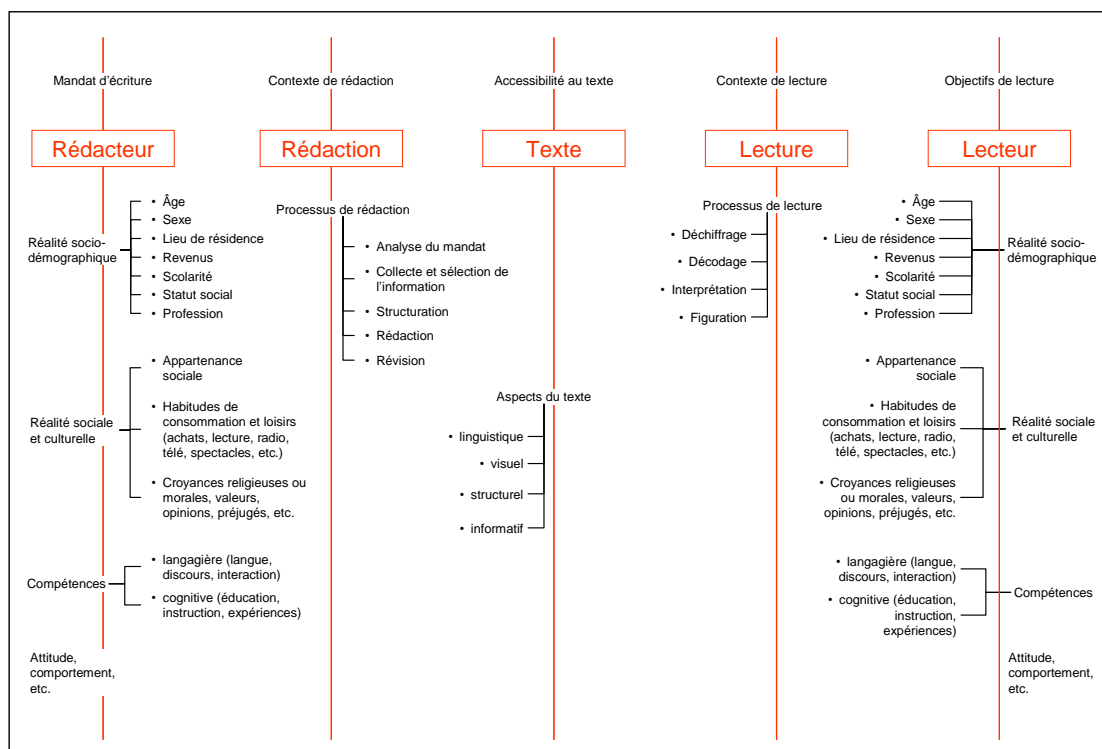 Mandat d'écriture
Contexte de rédaction
Accessibilité au texte
Contexte de lecture
Objectifs de lecture
Rédacteur
Rédaction
Texte
Lecture
Lecteur
Réalité socio-
démographique
• Âge
• Sexe
• Lieu de résidence
• Revenus
• Scolarité
• Statut social
• Profession
Réalité sociale
et culturelle
• Appartenance
sociale
• Habitudes de
consommation et loisirs
(achats, lecture, radio,
télé, spectacles, etc.)
• Croyances religieuses ou
morales, valeurs,
opinions, préjugés, etc.
Compétences
• langagière (langue,
discours, interaction)
• cognitive (éducation,
instruction, expériences)
Attitude,
comportement,
etc.
Processus de rédaction
• Analyse du mandat
• Collecte et sélection de
l'information
• Structuration
• Rédaction
• Révision
Aspects du texte
• linguistique
• visuel
• structurel
• informatif
Processus de lecture
• Déchiffrage
• Décodage
• Interprétation
• Figuration
• Âge
• Sexe
• Lieu de résidence
• Revenus
• Scolarité
• Statut social
• Profession
Réalité socio-
démographique
• Appartenance
sociale
• Habitudes de
consommation et loisirs
(achats, lecture, radio,
télé, spectacles, etc.)
• Croyances religieuses
ou morales, valeurs,
opinions, préjugés, etc.
Réalité sociale
et culturelle
• langagière (langue,
discours, interaction)
• cognitive (éducation,
instruction,
expériences)
Compétences
Attitude,
comportement,
etc.